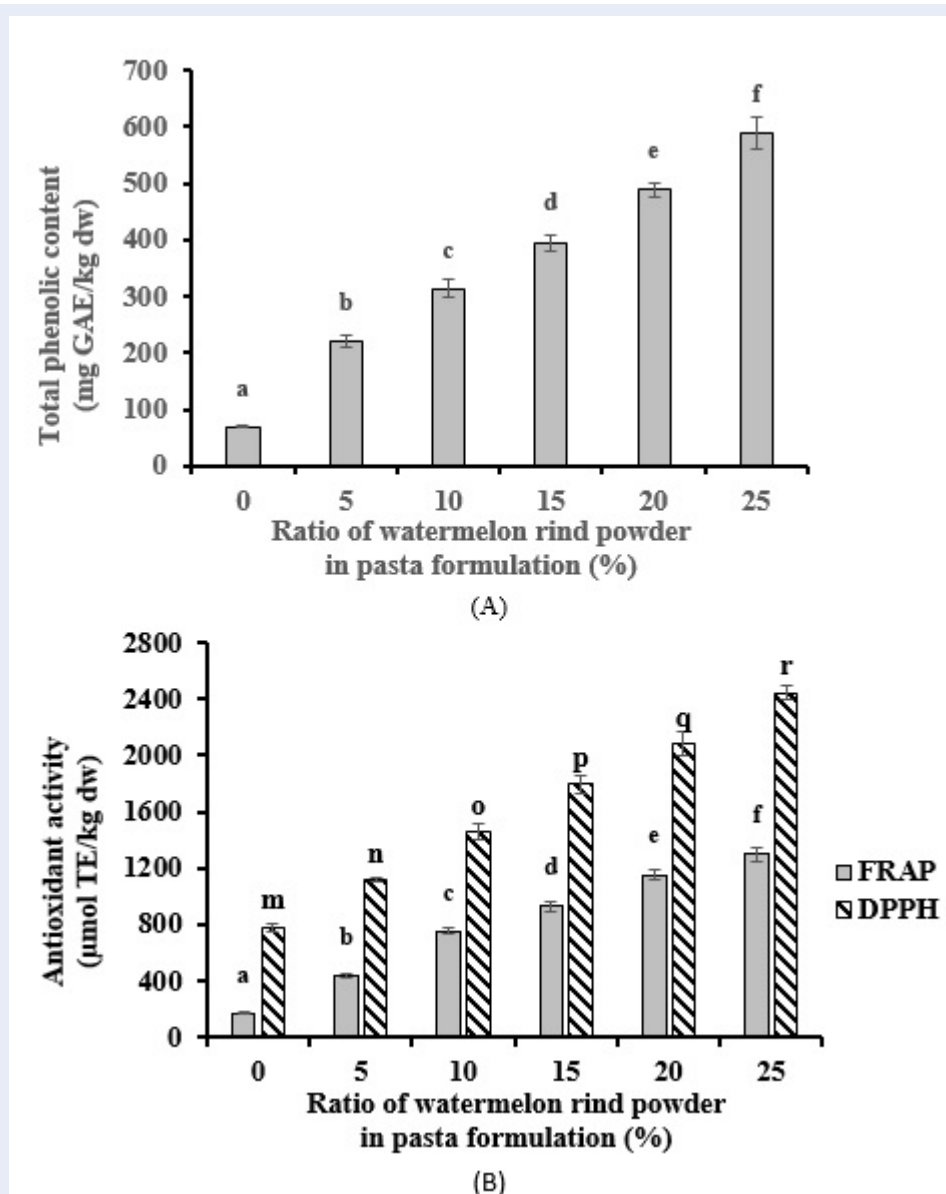 700
600
500
400
300
200
100
0
a
b
c
d
e
f
0 5 10 15 20 25
Total phenolic content
(mg GAE/kg dw)
Ratio of watermelon rind powder
in pasta formulation (%)
(A)
2800
2400
2000
1600
1200
800
400
0
a
m
b
n
c
o
d
p
e
q
f
r
FRAP
DPPH
0 5 10 15 20 25
Antioxidant activity
(µmol TE/kg dw)
Ratio of watermelon rind powder
in pasta formulation (%)
(B)